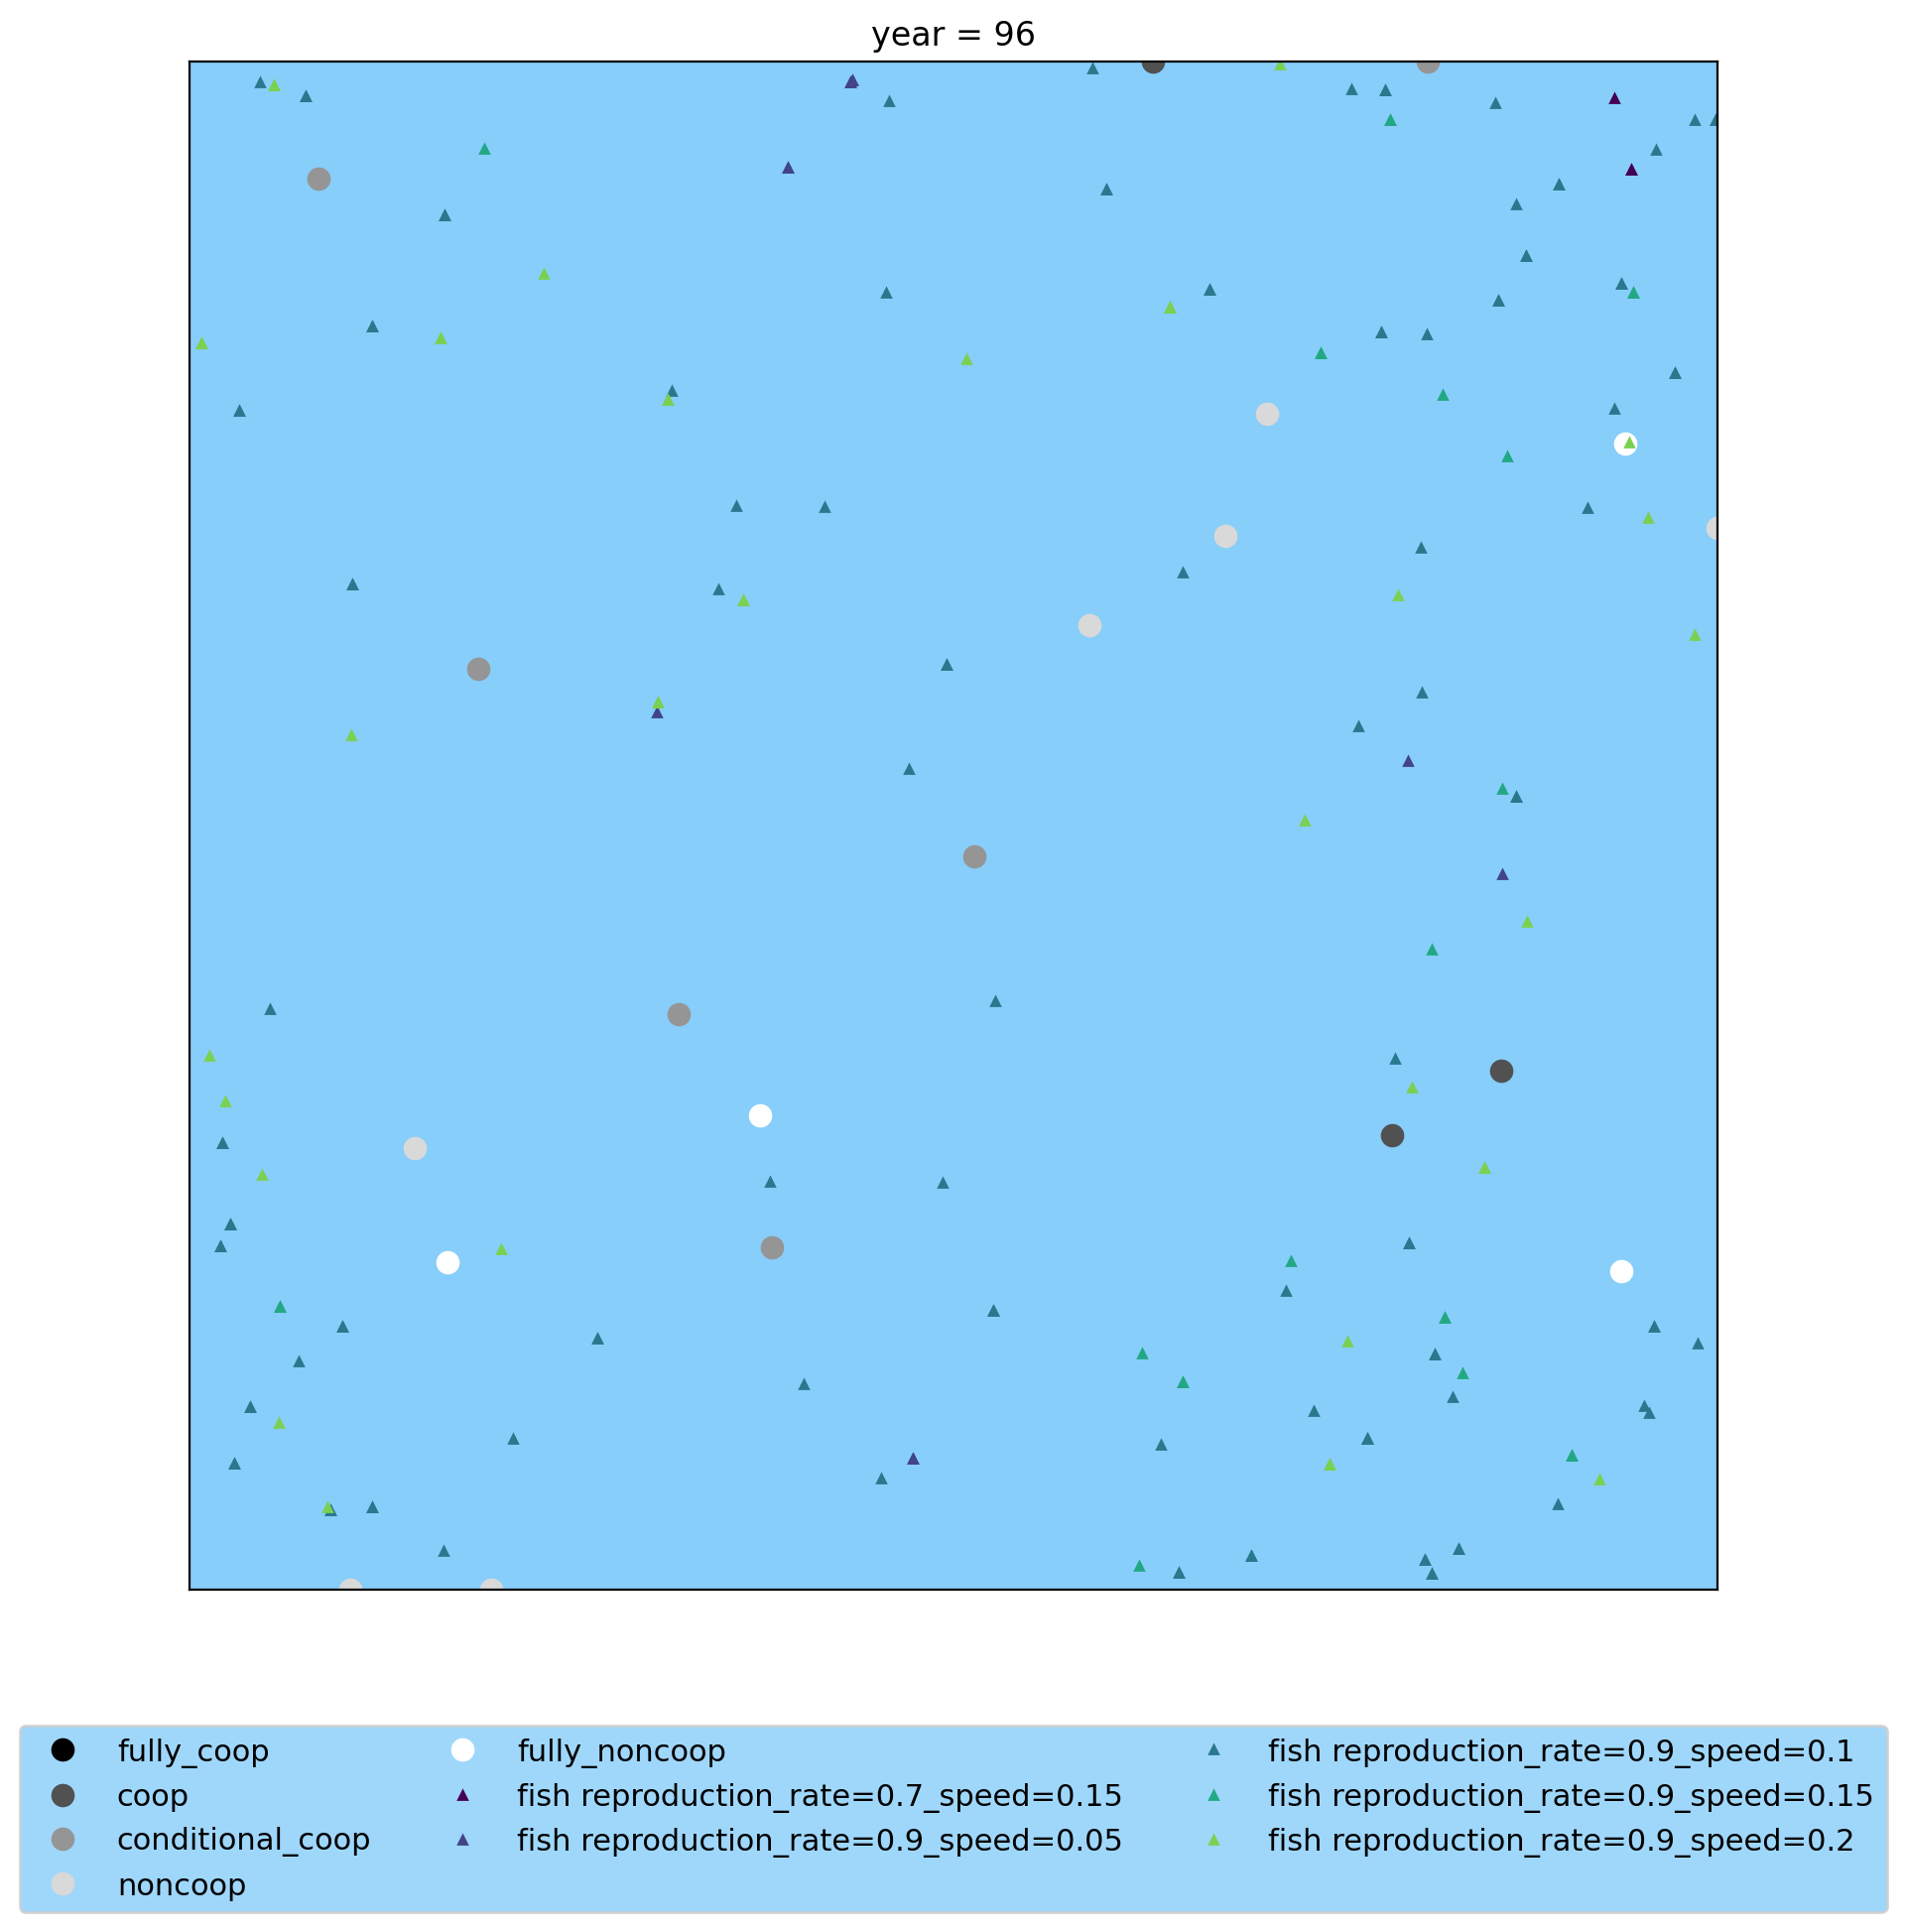 year = 96
fully_coop
coop
conditional_coop
noncoop
fully_noncoop
fish reproduction_rate=0.7_speed=0.15
fish reproduction_rate=0.9_speed=0.05
fish reproduction_rate=0.9_speed=0.1
fish reproduction_rate=0.9_speed=0.15
fish reproduction_rate=0.9_speed=0.2